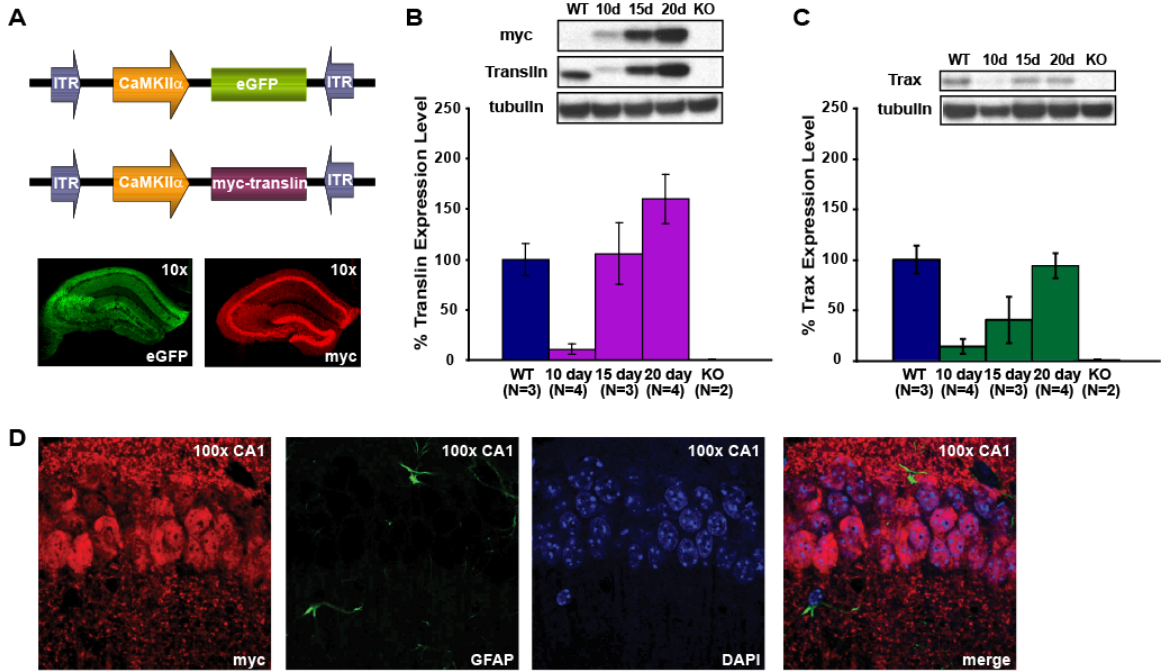 A
ITR CaMKIIα eGFP ITR
ITR CaMKIIα myc-translin ITR
10x
eGFP
10x
myc
B
WT 10d 15d 20d KO
myc
Translin
tubulin
% Translin Expression Level
250
200
150
100
50
0
WT 10 day 15 day 20 day KO
(N=3) (N=4) (N=3) (N=4) (N=2)
C
WT 10d 15d 20d KO
Trax
tubulin
% Trax Expression Level
250
200
150
100
50
0
WT 10 day 15 day 20 day KO
(N=3) (N=4) (N=3) (N=4) (N=2)
D
100x CA1
myc
100x CA1
GFAP
100x CA1
DAPI
100x CA1
merge